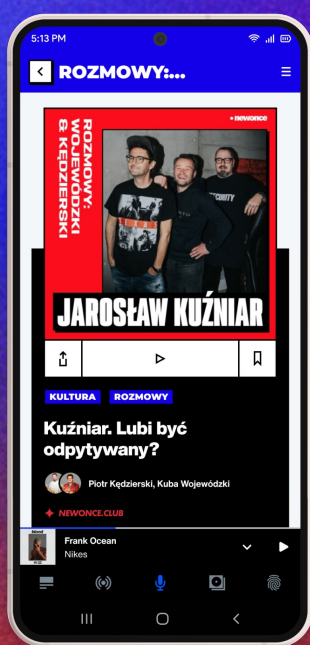 5:13 PM
ROZMOWY:...
newonce
ROZMOWY:
WOJEWÓDZKI
& KĘDZIERSKI
JAROSŁAW KUŹNIAR
KULTURA ROZMOWY
Kuźniar. Lubi być
odpytywany?
Piotr Kędzierski, Kuba Wojewódzki
NEWONCE.CLUB
Frank Ocean
Nikes